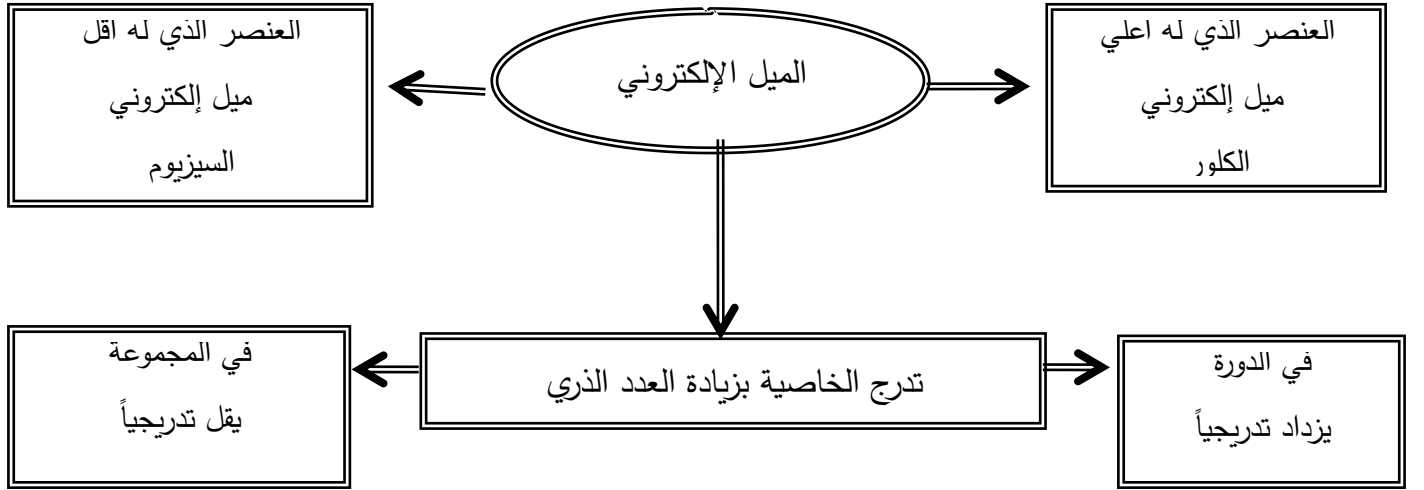 العنصر الذي له اعلي
ميل إلكتروني
الكلور
الميل الإلكتروني
العنصر الذي له اقل
ميل إلكتروني
السيزيوم
في الدورة
يزداد تدريجياً
تدرج الخاصية بزيادة العدد الذري
في المجموعة
يقل تدريجياً